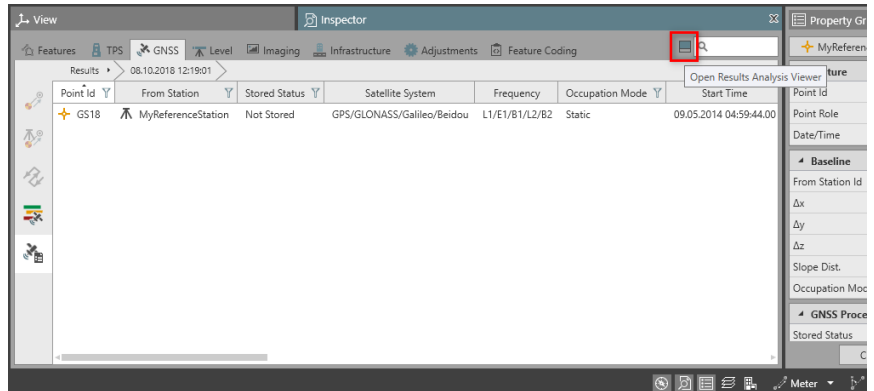 View
Inspector
Property Gr
Features TPS GNSS Level Imaging Infrastructure Adjustments Feature Coding
MyReferen
Results 08.10.2018 12:19:01
Open Results Analysis Viewer
ture
Point Id From Station Stored Status Satellite System Frequency Occupation Mode Start Time
GS18 MyReferenceStation Not Stored GPS/GLONASS/Galileo/Beidou L1/E1/B1/L2/B2 Static 09.05.2014 04:59:44.00
Point Id
Point Role
Date/Time
Baseline
From Station Id
Δx
Δy
Δz
Slope Dist.
Occupation Mod
GNSS Proce
Stored Status
C
Meter